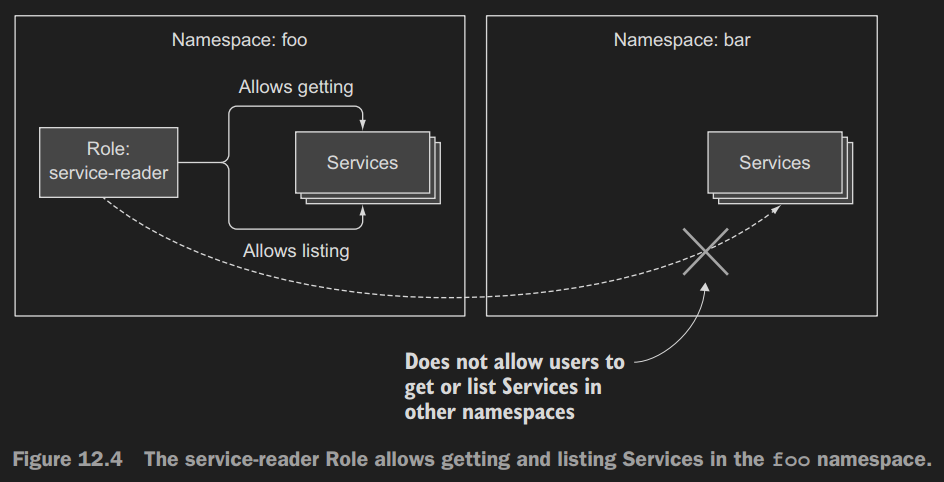 Namespace: foo
Namespace: bar
Allows getting
Role:
service-reader
Services
Services
Allows listing
Does not allow users to
get or list Services in
other namespaces
Figure 12.4 The service-reader Role allows getting and listing Services in the foo namespace.